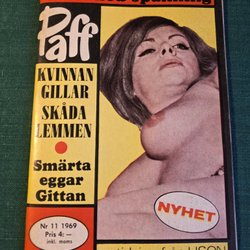 Paff
KVINNAN
GILLAR
SKÅDA
LEMMEN
Smärta
eggar
Gittan
NYHET
Nr 11 1969
Pris 4:—
inkl. moms